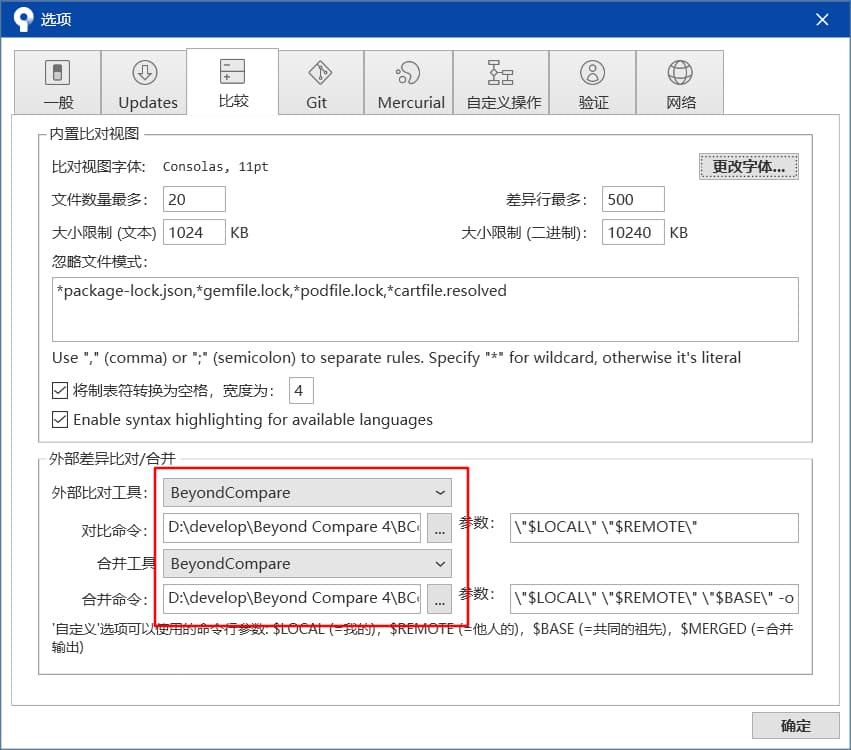 选项
一般 Updates 比较 Git Mercurial 自定义操作 验证 网络
内置比对视图
比对视图字体: Consolas, 11pt 更改字体...
文件数量最多: 20 差异行最多: 500
大小限制 (文本) 1024 KB 大小限制 (二进制): 10240 KB
忽略文件模式:
*package-lock.json,*gemfile.lock,*podfile.lock,*cartfile.resolved
Use "," (comma) or ";" (semicolon) to separate rules. Specify "*" for wildcard, otherwise it's literal
将制表符转换为空格，宽度为: 4
Enable syntax highlighting for available languages
外部差异比对/合并
外部比对工具: BeyondCompare
对比命令: D:\develop\Beyond Compare 4\BC ... 参数: \"$LOCAL\" \"$REMOTE\"
合并工具 BeyondCompare
合并命令: D:\develop\Beyond Compare 4\BC ... 参数: \"$LOCAL\" \"$REMOTE\" \"$BASE\" -o
'自定义'选项可以使用的命令行参数: $LOCAL (=我的)，$REMOTE (=他人的)，$BASE (=共同的祖先)，$MERGED (=合并
输出)
确定